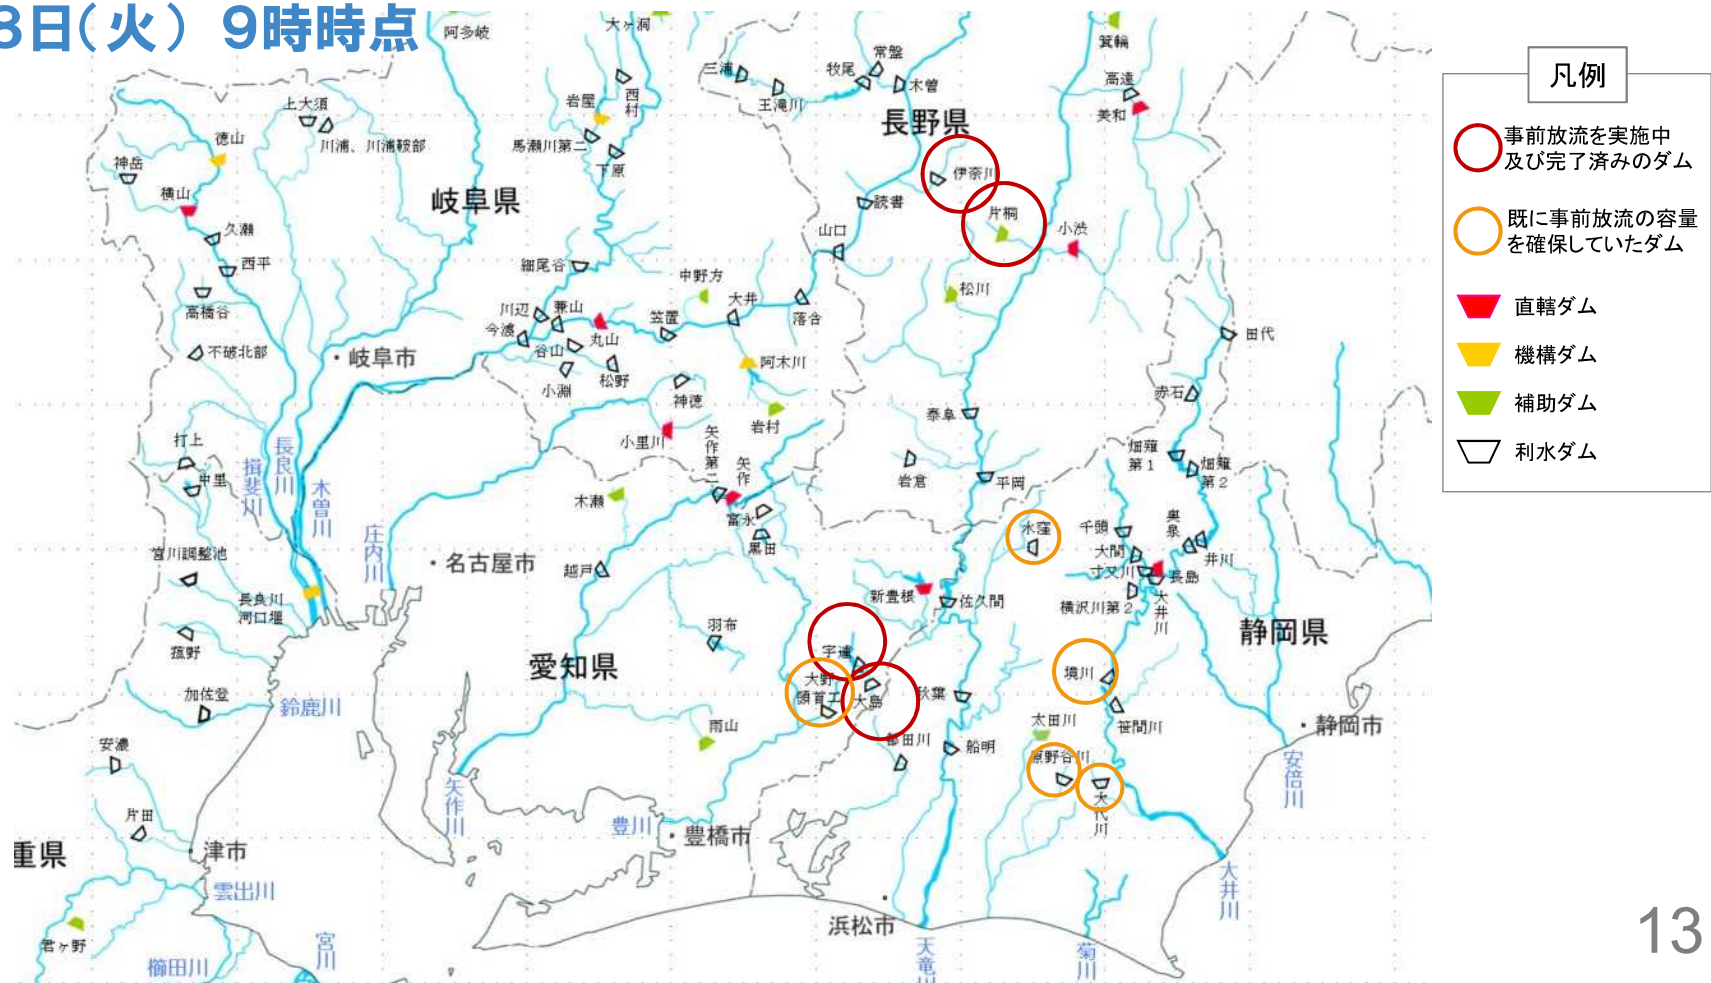 8日(火) 9時時点
阿多岐
大ヶ洞
箕輪
常盤
三浦
牧尾
木曽
高遠
王滝川
美和
西村
岩屋
上大須
長野県
徳山
川浦、川浦鞍部
馬瀬川第二
下原
神岳
横山
岐阜県
伊奈川
読書
片桐
久瀬
山口
小渋
西平
細尾谷
中野方
松川
高橋谷
川辺
兼山
大井
落合
今渡
丸山
笠置
不破北部
岐阜市
谷山
松野
小淵
阿木川
田代
神徳
赤石
岩村
泰阜
打上
小里川
矢作第二
矢作
中里
長良川
揖斐川
木曽川
庄内川
岩倉
平岡
畑薙
第1
畑薙
第2
木瀬
富永
黒田
水窪
千頭
奥泉
大間
寸又川
井川
長島
宮川調整池
名古屋市
越戸
新豊根
佐久間
横沢川第2
大井川
長良川
河口堰
菰野
羽布
宇連
静岡県
愛知県
大野
頭首工
大島
秋葉
境川
加佐登
鈴鹿川
雨山
都田川
船明
太田川
笹間川
静岡市
安濃
原野谷川
大代川
安倍川
片田
矢作川
豊川
豊橋市
津市
重県
雲出川
大井川
君ヶ野
櫛田川
宮川
浜松市
天竜川
菊川
凡例
事前放流を実施中
及び完了済みのダム
既に事前放流の容量
を確保していたダム
直轄ダム
機構ダム
補助ダム
利水ダム
13